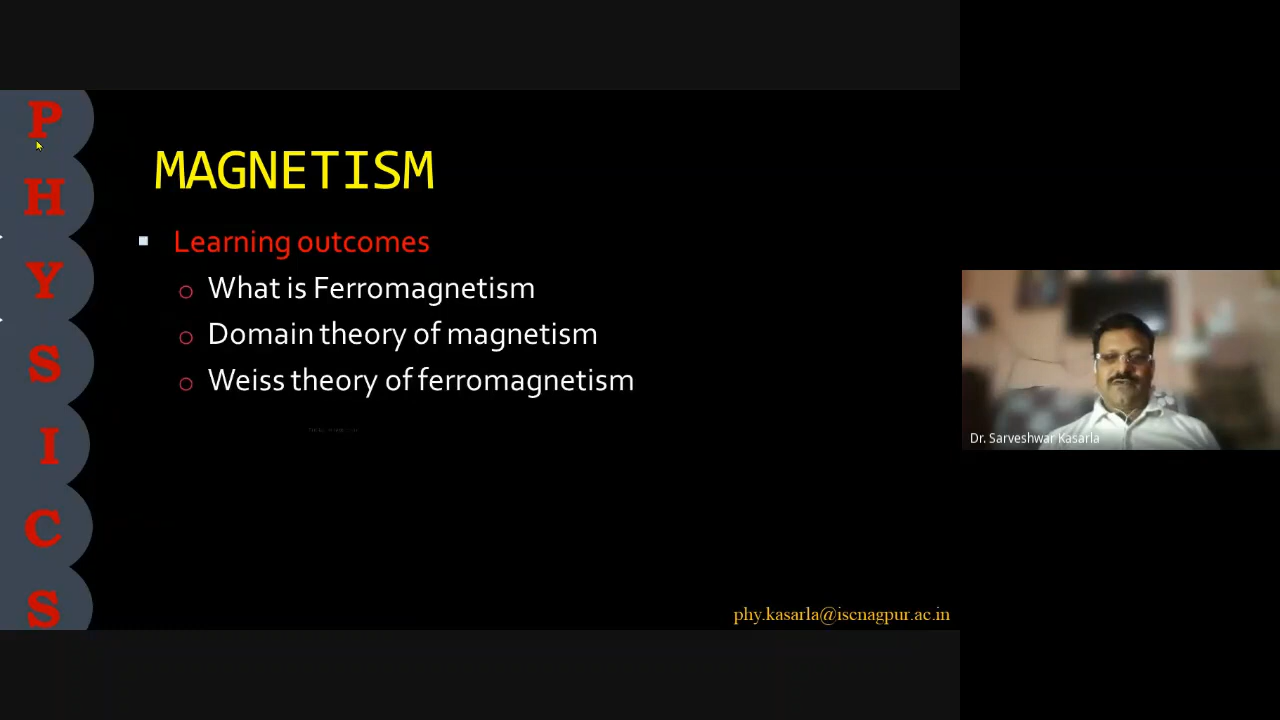 PHYSICS
MAGNETISM
Learning outcomes
What is Ferromagnetism
Domain theory of magnetism
Weiss theory of ferromagnetism
phy.kasarla@iscnagpur.ac.in
Dr. Sarveshwar Kasarla